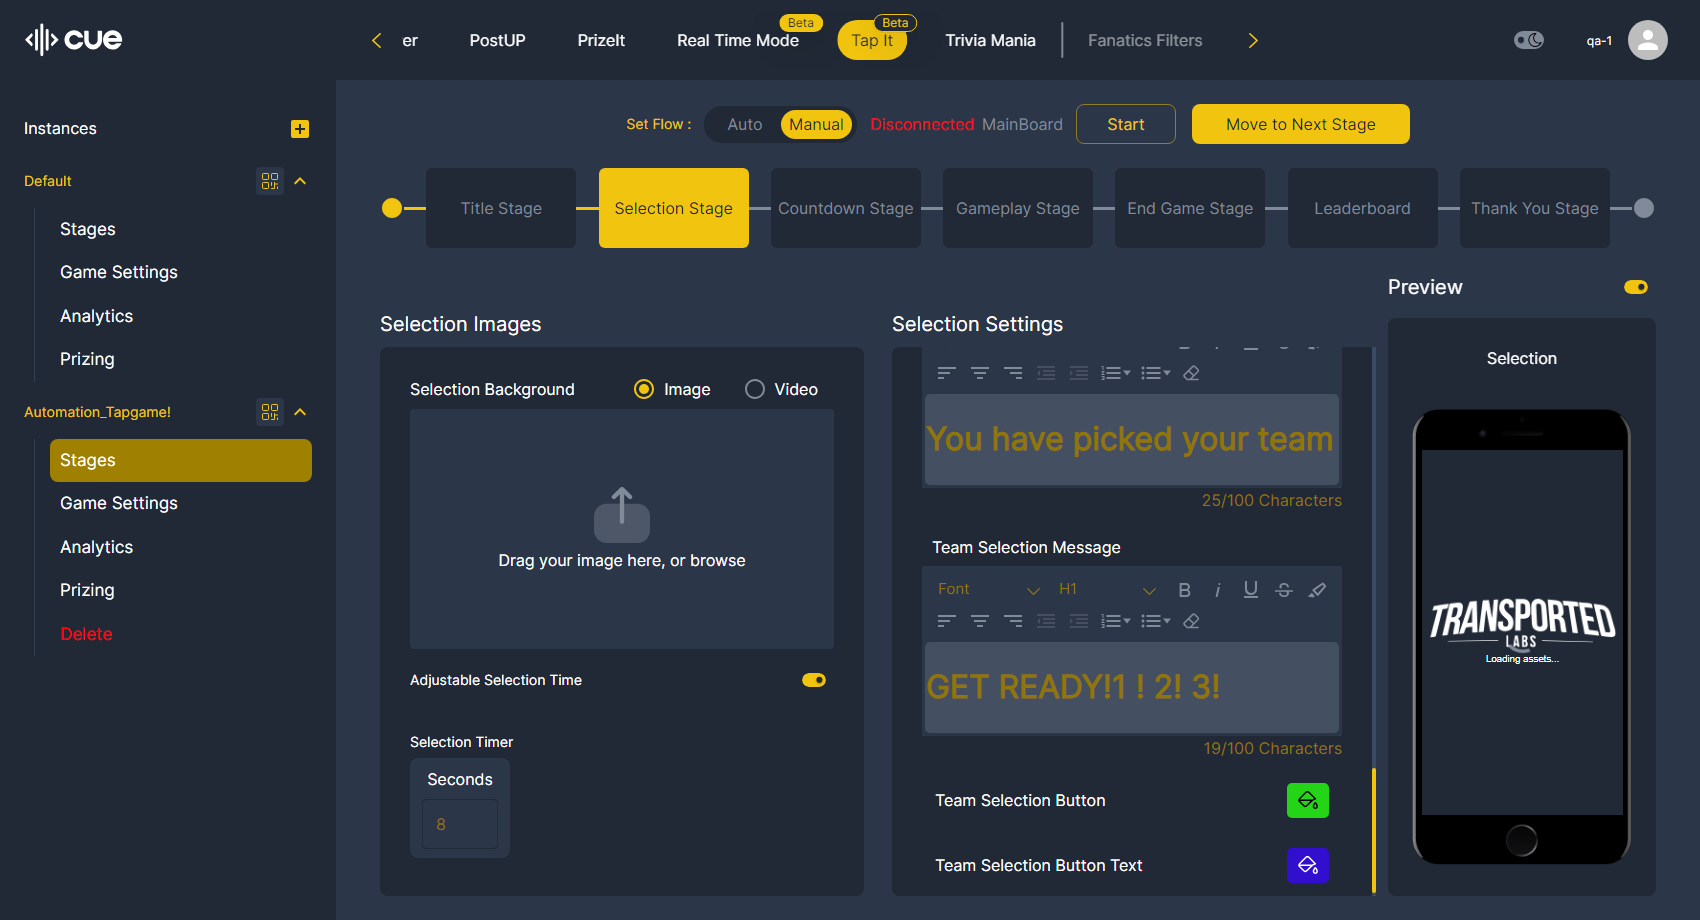 cue
er
PostUP
PrizeIt
Real Time Mode
Beta
Tap It
Beta
Trivia Mania
Fanatics Filters
qa-1
Instances
Default
Stages
Game Settings
Analytics
Prizing
Automation_Tapgame!
Stages
Game Settings
Analytics
Prizing
Delete
Set Flow :
Auto
Manual
Disconnected MainBoard
Start
Move to Next Stage
Title Stage
Selection Stage
Countdown Stage
Gameplay Stage
End Game Stage
Leaderboard
Thank You Stage
Selection Images
Selection Background
Image
Video
Drag your image here, or browse
Adjustable Selection Time
Selection Timer
Seconds
8
Selection Settings
You have picked your team
25/100 Characters
Team Selection Message
Font
H1
B i U S
GET READY!1 ! 2! 3!
19/100 Characters
Team Selection Button
Team Selection Button Text
Preview
Selection
TRANSPORTED
LABS
Loading assets...